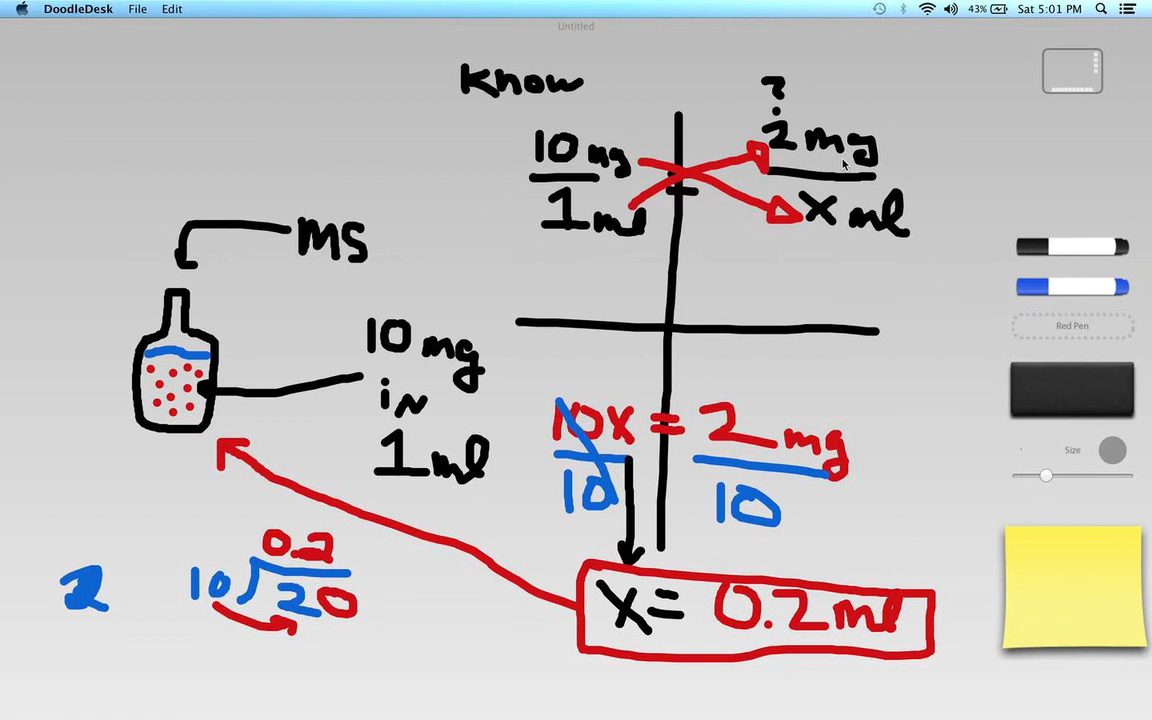 DoodleDesk File Edit 43% Sat 5:01 PM
Untitled
Know
?
10 mg
1 ml
2 mg
X ml
MS
10 mg
in
1 ml
10X = 2 mg
10 10
0.2
2 10 20
X = 0.2 ml
Red Pen
Size